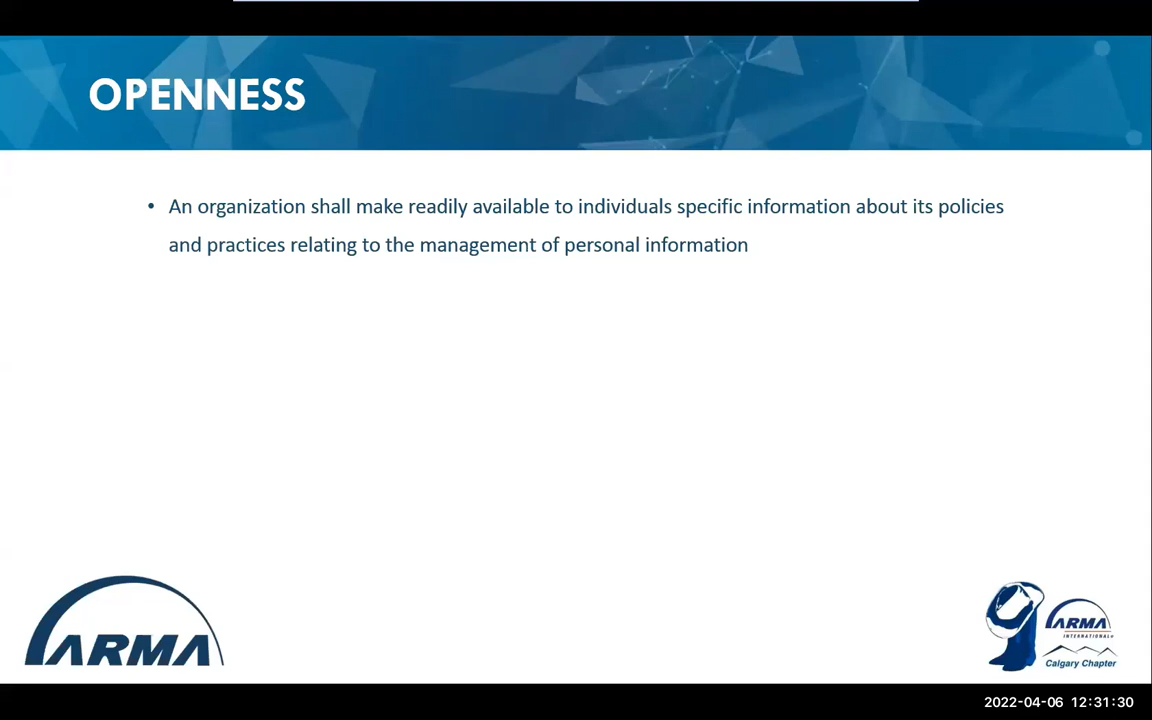 OPENNESS
• An organization shall make readily available to individuals specific information about its policies
and practices relating to the management of personal information
ARMA
ARMA
INTERNATIONAL
Calgary Chapter
2022-04-06 12:31:30